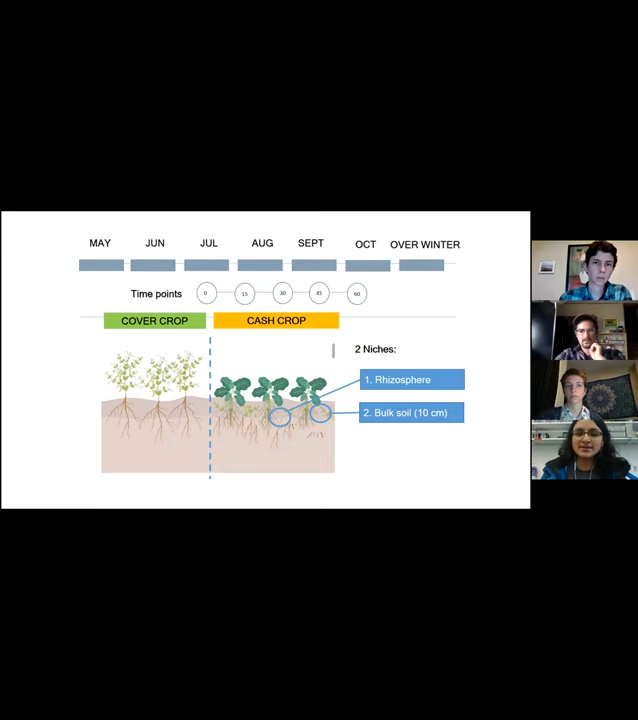 MAY JUN JUL AUG SEPT OCT OVER WINTER
Time points 0 15 30 45 60
COVER CROP CASH CROP
2 Niches:
1. Rhizosphere
2. Bulk soil (10 cm)